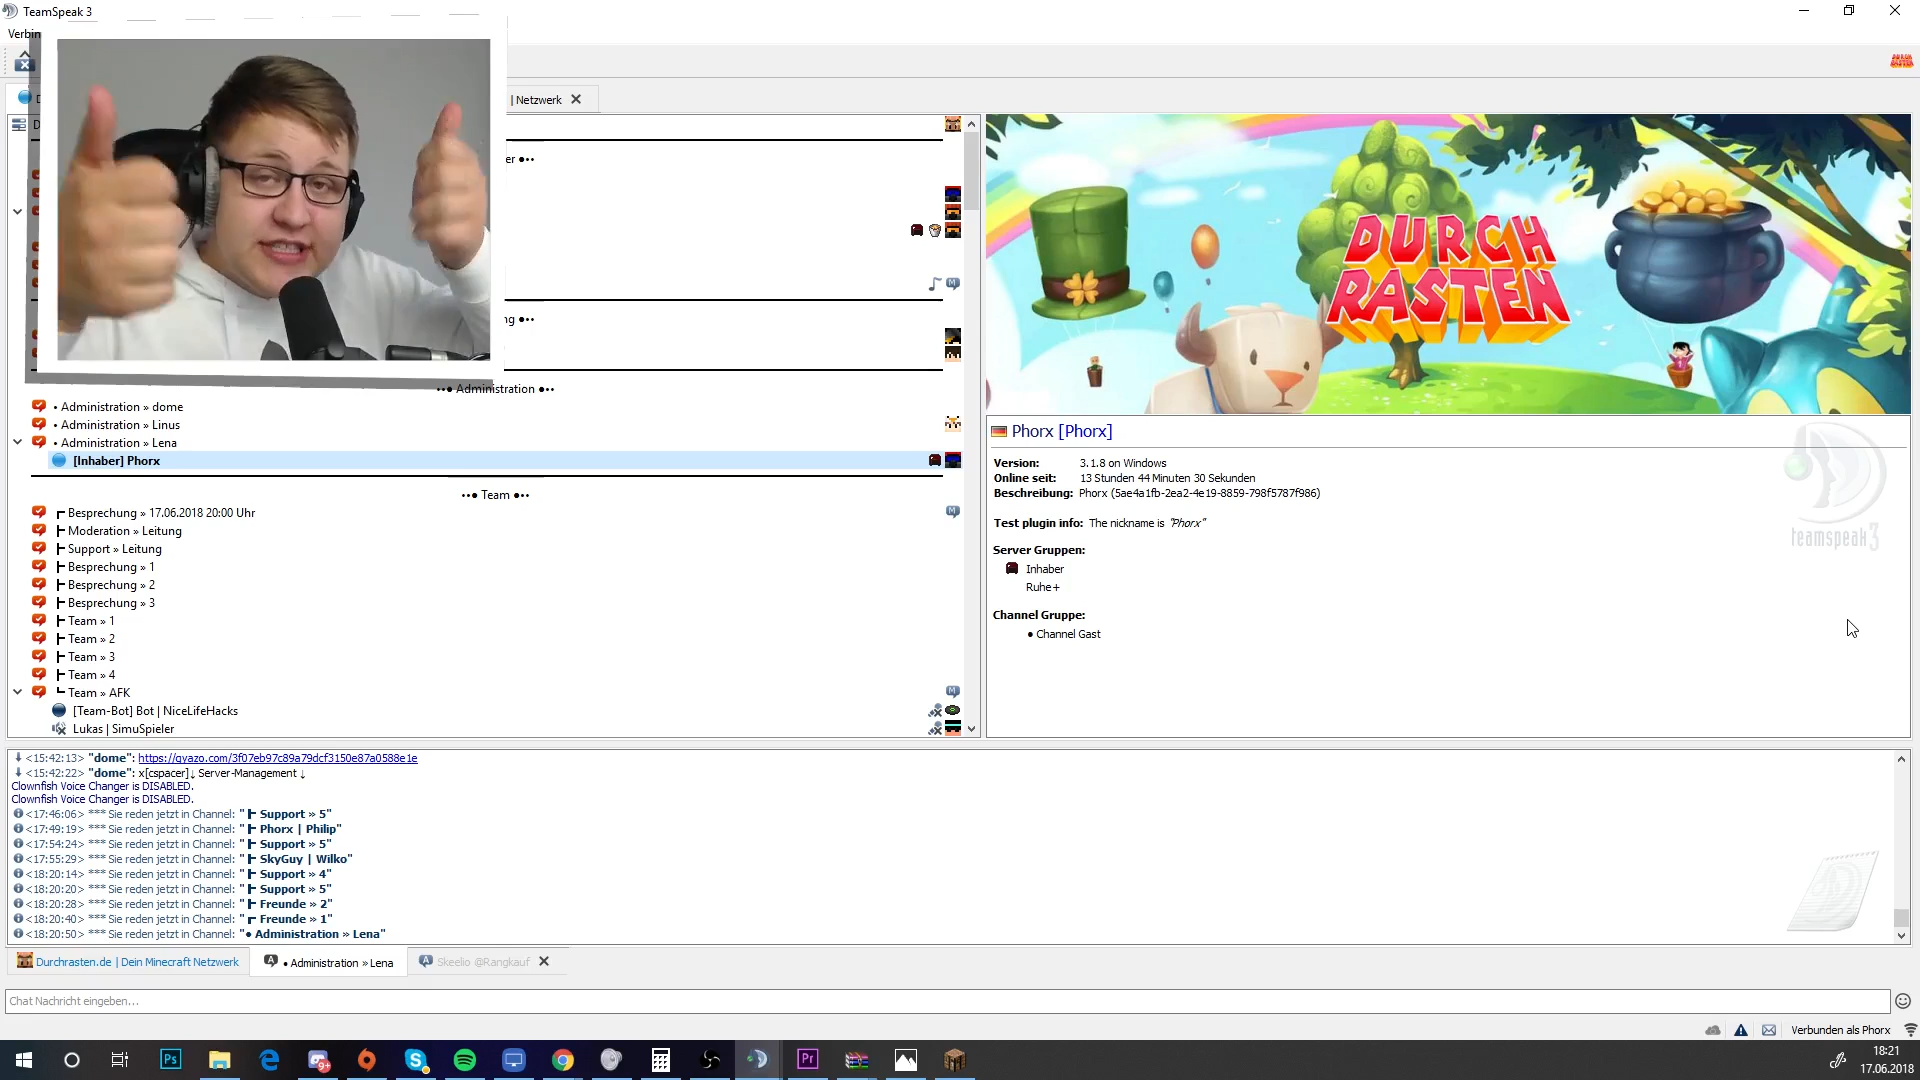 TeamSpeak 3
Verbin
| Netzwerk
D
er ●••
ng ●••
••● Administration ●••
• Administration » dome
• Administration » Linus
• Administration » Lena
[Inhaber] Phorx
••● Team ●••
┏ Besprechung » 17.06.2018 20:00 Uhr
┣ Moderation » Leitung
┣ Support » Leitung
┣ Besprechung » 1
┣ Besprechung » 2
┣ Besprechung » 3
┣ Team » 1
┣ Team » 2
┣ Team » 3
┣ Team » 4
┗ Team » AFK
[Team-Bot] Bot | NiceLifeHacks
Lukas | SimuSpieler
DURCH
RASTEN
Phorx [Phorx]
Version: 3.1.8 on Windows
Online seit: 13 Stunden 44 Minuten 30 Sekunden
Beschreibung: Phorx (5ae4a1fb-2ea2-4e19-8859-798f5787f986)
Test plugin info: The nickname is "Phorx"
Server Gruppen:
Inhaber
Ruhe+
Channel Gruppe:
● Channel Gast
teamspeak3
<15:42:13> "dome": https://gyazo.com/3f07eb97c89a79dcf3150e87a0588e1e
<15:42:22> "dome": x[cspacer]↓ Server-Management ↓
Clownfish Voice Changer is DISABLED.
Clownfish Voice Changer is DISABLED.
<17:46:06> *** Sie reden jetzt in Channel: "┣ Support » 5"
<17:49:19> *** Sie reden jetzt in Channel: "┣ Phorx | Philip"
<17:54:24> *** Sie reden jetzt in Channel: "┣ Support » 5"
<17:55:29> *** Sie reden jetzt in Channel: "┣ SkyGuy | Wilko"
<18:20:14> *** Sie reden jetzt in Channel: "┣ Support » 4"
<18:20:20> *** Sie reden jetzt in Channel: "┣ Support » 5"
<18:20:28> *** Sie reden jetzt in Channel: "┣ Freunde » 2"
<18:20:40> *** Sie reden jetzt in Channel: "┏ Freunde » 1"
<18:20:50> *** Sie reden jetzt in Channel: "● Administration » Lena"
Durchrasten.de | Dein Minecraft Netzwerk
• Administration » Lena
Skeelio @Rangkauf
Chat Nachricht eingeben...
Verbunden als Phorx
Ps
9+
Pr
18:21
17.06.2018